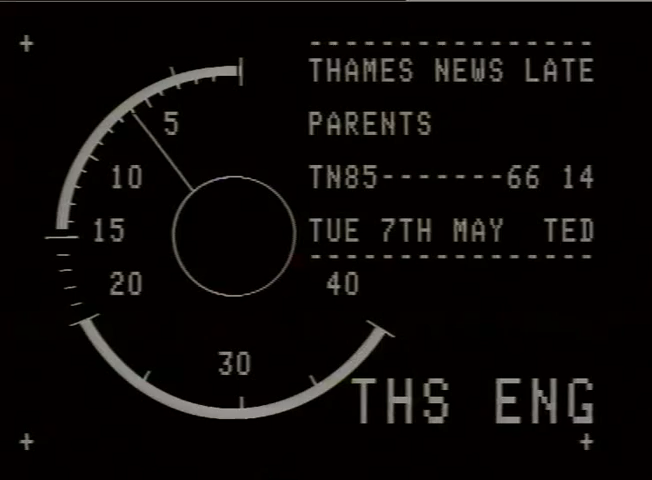 THAMES NEWS LATE
5
PARENTS
10
TN85-------66 14
15
TUE 7TH MAY TED
20
40
30
THS ENG